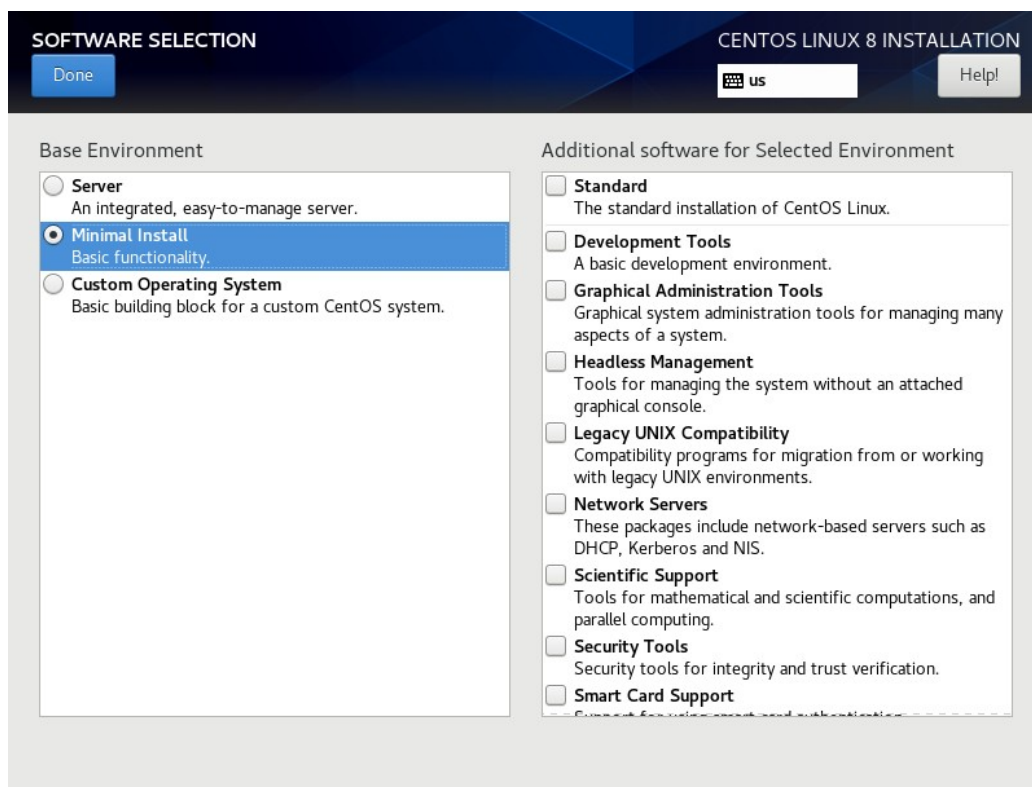 SOFTWARE SELECTION
Done
CENTOS LINUX 8 INSTALLATION
us
Help!
Base Environment
Server
An integrated, easy-to-manage server.
Minimal Install
Basic functionality.
Custom Operating System
Basic building block for a custom CentOS system.
Additional software for Selected Environment
Standard
The standard installation of CentOS Linux.
Development Tools
A basic development environment.
Graphical Administration Tools
Graphical system administration tools for managing many
aspects of a system.
Headless Management
Tools for managing the system without an attached
graphical console.
Legacy UNIX Compatibility
Compatibility programs for migration from or working
with legacy UNIX environments.
Network Servers
These packages include network-based servers such as
DHCP, Kerberos and NIS.
Scientific Support
Tools for mathematical and scientific computations, and
parallel computing.
Security Tools
Security tools for integrity and trust verification.
Smart Card Support
Support for using smart card authentication.